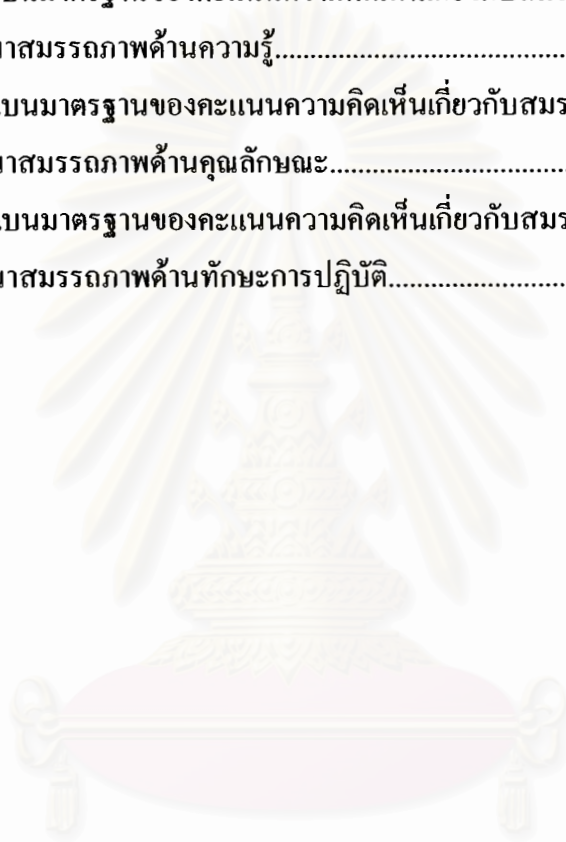 าสมรรถภาพด้านความรู้......................................................
บนมาตรฐานของคะแนนความคิดเห็นเกี่ยวกับสมร
าสมรรถภาพด้านคุณลักษณะ..........................................
บนมาตรฐานของคะแนนความคิดเห็นเกี่ยวกับสมร
าสมรรถภาพด้านทักษะการปฏิบัติ................................